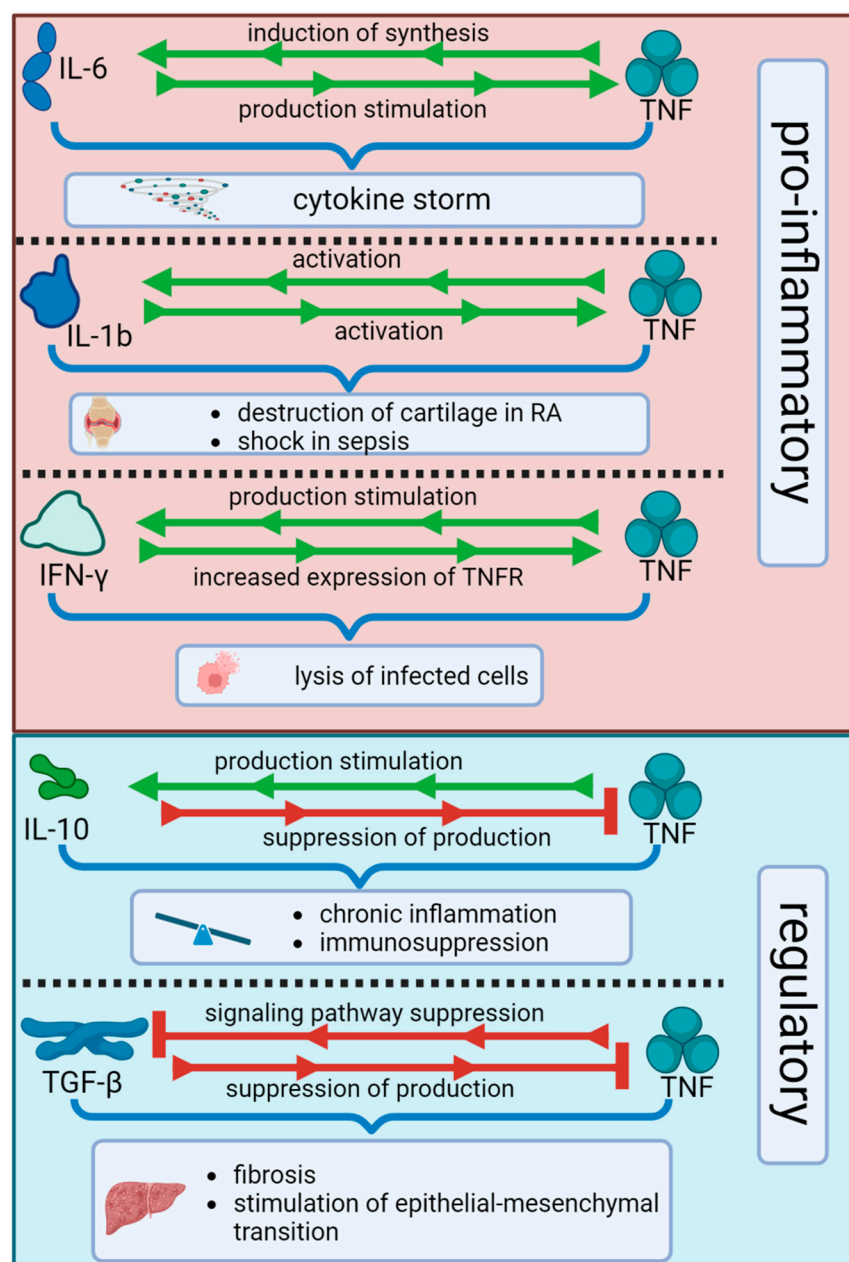 induction of synthesis
IL-6
production stimulation
TNF
cytokine storm
activation
IL-1b
activation
TNF
• destruction of cartilage in RA
• shock in sepsis
production stimulation
IFN-γ
increased expression of TNFR
TNF
lysis of infected cells
pro-inflammatory
production stimulation
IL-10
suppression of production
TNF
• chronic inflammation
• immunosuppression
signaling pathway suppression
TGF-β
suppression of production
TNF
• fibrosis
• stimulation of epithelial-mesenchymal
transition
regulatory